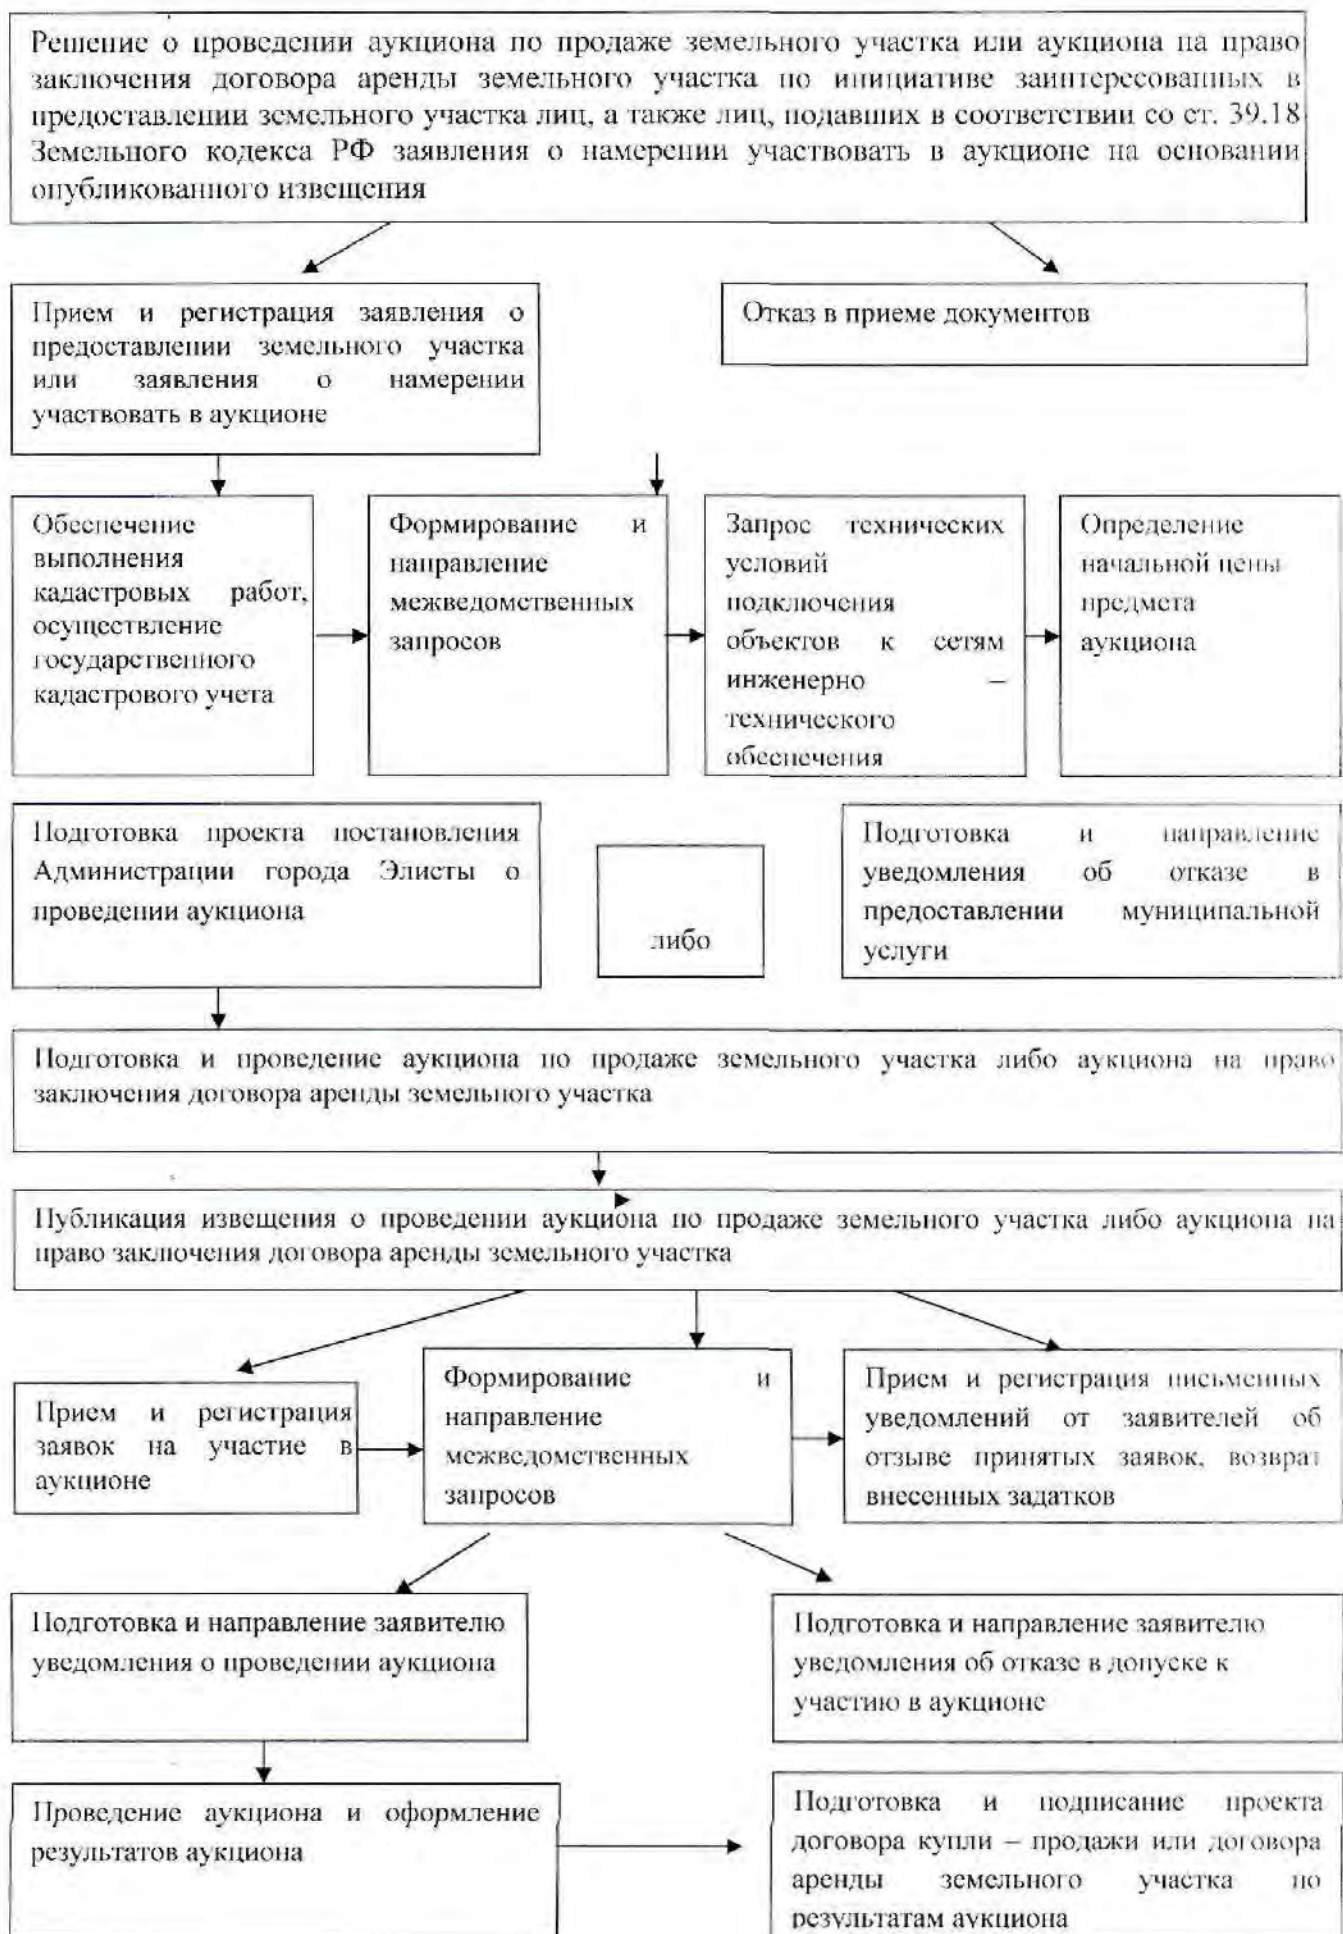 Решение о проведении аукциона по продаже земельного участка или аукциона на право
заключения договора аренды земельного участка по инициативе заинтересованных в
предоставлении земельного участка лиц, а также лиц, подавших в соответствии со ст. 39.18
Земельного кодекса РФ заявления о намерении участвовать в аукционе на основании
опубликованного извещения
Прием и регистрация заявления о
предоставлении земельного участка
или заявления о намерении
участвовать в аукционе
Отказ в приеме документов
Обеспечение
выполнения
кадастровых работ,
осуществление
государственного
кадастрового учета
Формирование и
направление
межведомственных
запросов
Запрос технических
условий
подключения
объектов к сетям
инженерно –
технического
обеспечения
Определение
начальной цены
предмета
аукциона
Подготовка проекта постановления
Администрации города Элисты о
проведении аукциона
либо
Подготовка и направление
уведомления об отказе в
предоставлении муниципальной
услуги
Подготовка и проведение аукциона по продаже земельного участка либо аукциона на право
заключения договора аренды земельного участка
Публикация извещения о проведении аукциона по продаже земельного участка либо аукциона на
право заключения договора аренды земельного участка
Прием и регистрация
заявок на участие в
аукционе
Формирование и
направление
межведомственных
запросов
Прием и регистрация письменных
уведомлений от заявителей об
отзыве принятых заявок, возврат
внесенных задатков
Подготовка и направление заявителю
уведомления о проведении аукциона
Подготовка и направление заявителю
уведомления об отказе в допуске к
участию в аукционе
Проведение аукциона и оформление
результатов аукциона
Подготовка и подписание проекта
договора купли – продажи или договора
аренды земельного участка по
результатам аукциона